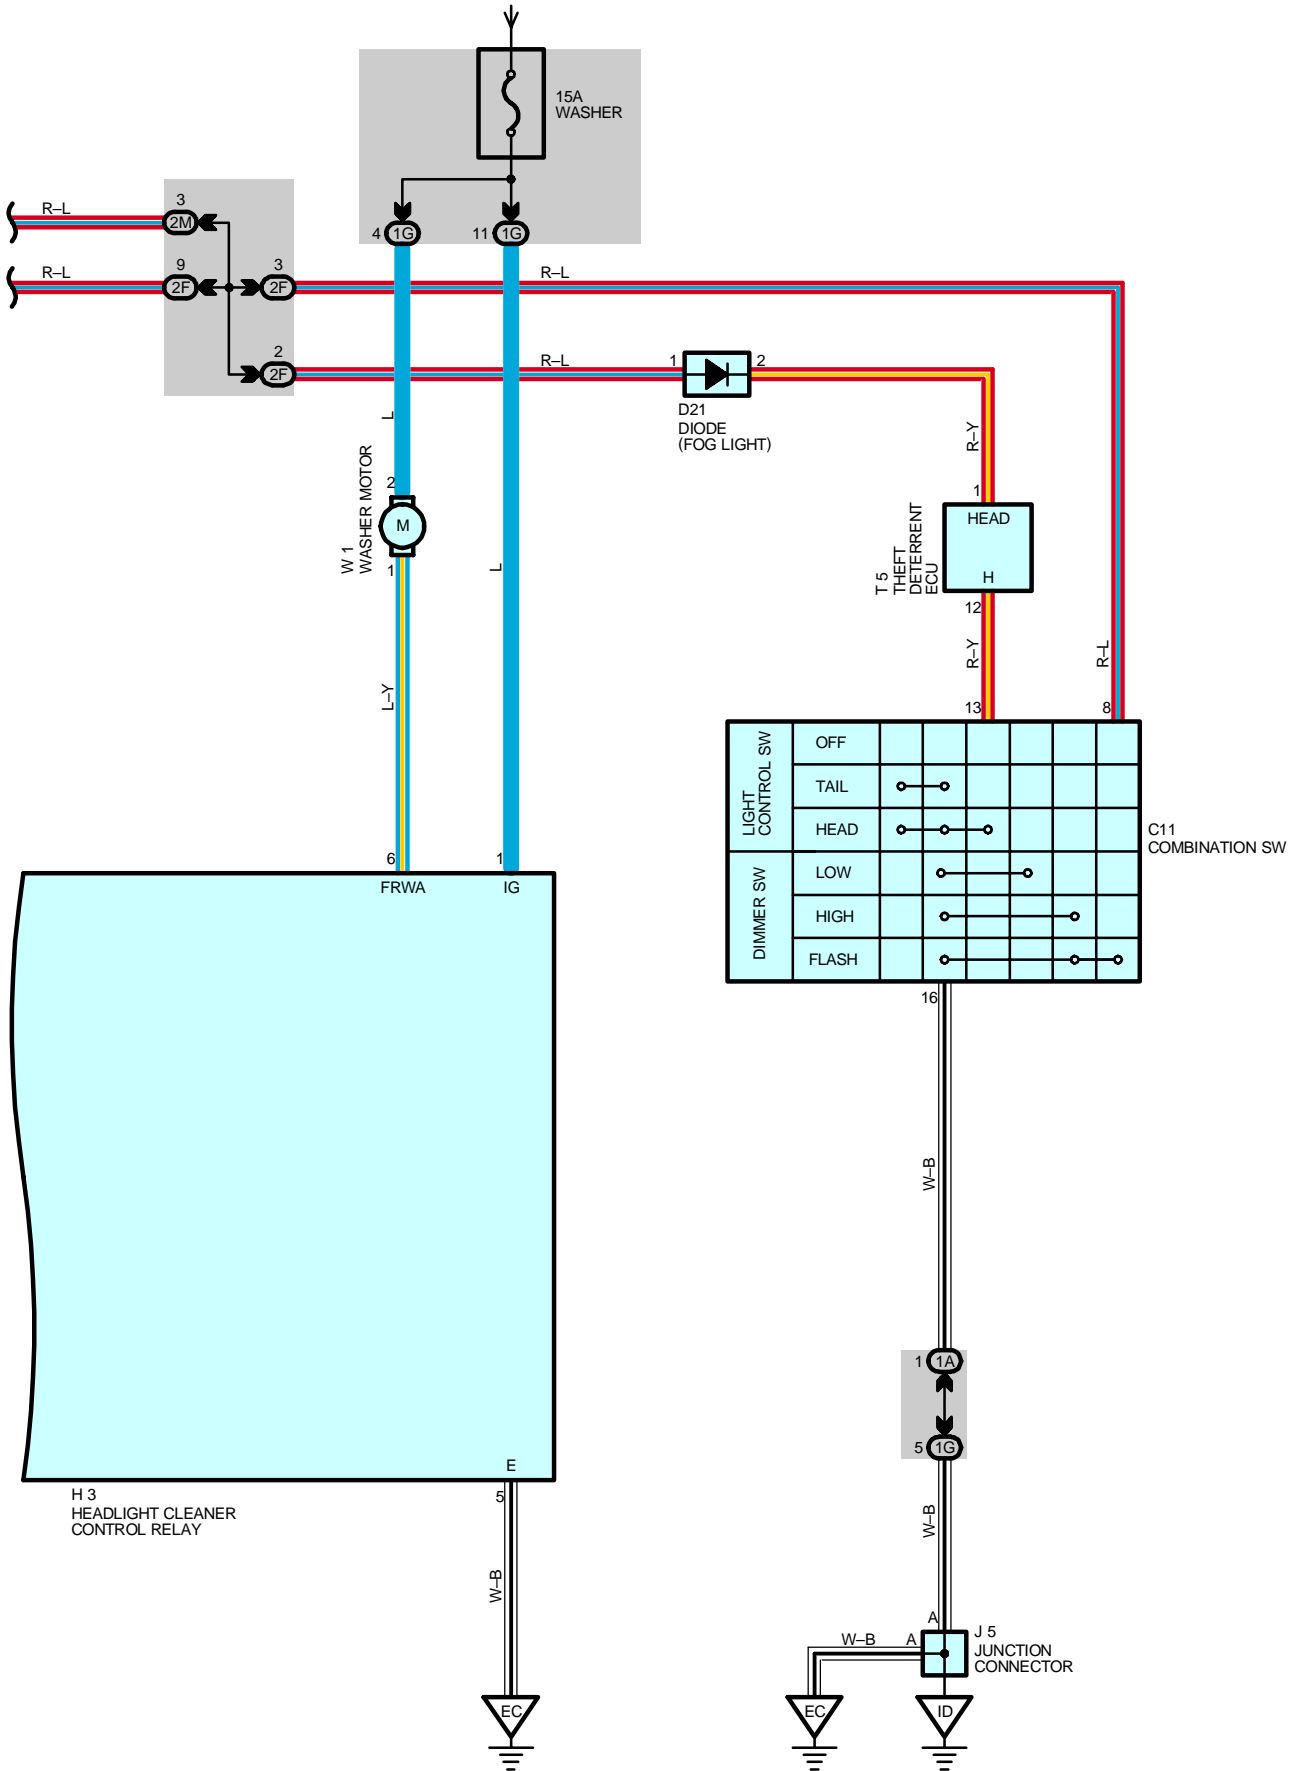 15A
WASHER
R–L
3
2M
4
1G
11
1G
R–L
9
2F
3
2F
R–L
2
2F
R–L
1
2
D21
DIODE
(FOG LIGHT)
L
R–Y
2
W 1
WASHER MOTOR
M
1
L
1
HEAD
H
T 5
THEFT
DETERRENT
ECU
12
R–Y
R–L
L–Y
13
8
LIGHT
CONTROL SW
OFF
TAIL
HEAD
DIMMER SW
LOW
HIGH
FLASH
C11
COMBINATION SW
6
1
FRWA
IG
16
W–B
1
1A
5
1G
E
5
H 3
HEADLIGHT CLEANER
CONTROL RELAY
W–B
W–B
A
W–B
A
J 5
JUNCTION
CONNECTOR
EC
EC
ID